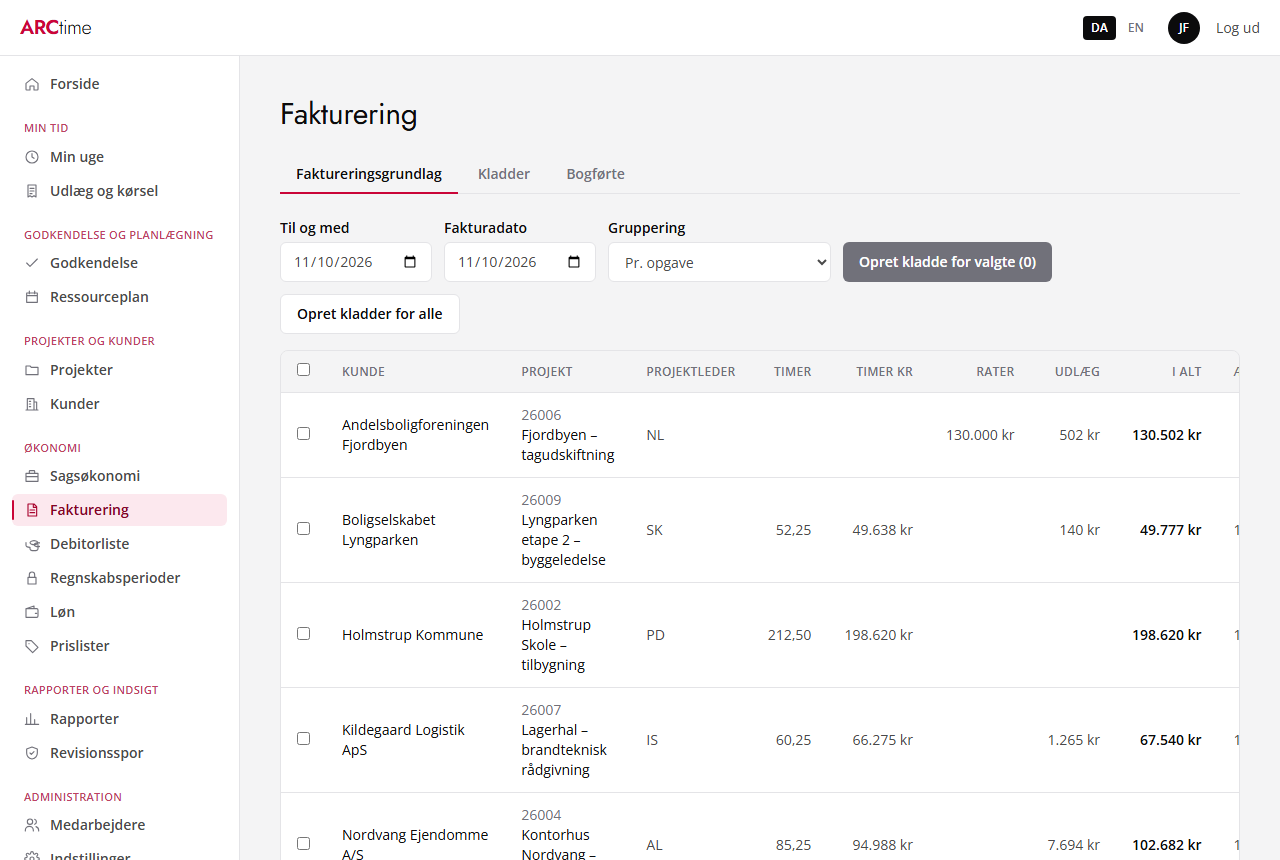 ARCtime
DA
EN
JF
Log ud
Forside
MIN TID
Min uge
Udlæg og kørsel
GODKENDELSE OG PLANLÆGNING
Godkendelse
Ressourceplan
PROJEKTER OG KUNDER
Projekter
Kunder
ØKONOMI
Sagsøkonomi
Fakturering
Debitorliste
Regnskabsperioder
Løn
Prislister
RAPPORTER OG INDSIGT
Rapporter
Revisionsspor
ADMINISTRATION
Medarbejdere
Indstillinger
Fakturering
Faktureringsgrundlag
Kladder
Bogførte
Til og med
Fakturadato
Gruppering
11/10/2026
11/10/2026
Pr. opgave
Opret kladde for valgte (0)
Opret kladder for alle
KUNDE PROJEKT PROJEKTLEDER TIMER TIMER KR RATER UDLÆG I ALT
Andelsboligforeningen
Fjordbyen
26006
Fjordbyen –
tagudskiftning
NL 130.000 kr 502 kr 130.502 kr
Boligselskabet
Lyngparken
26009
Lyngparken
etape 2 –
byggeledelse
SK 52,25 49.638 kr 140 kr 49.777 kr
Holmstrup Kommune
26002
Holmstrup
Skole –
tilbygning
PD 212,50 198.620 kr 198.620 kr
Kildegaard Logistik
ApS
26007
Lagerhal –
brandteknisk
rådgivning
IS 60,25 66.275 kr 1.265 kr 67.540 kr
Nordvang Ejendomme
A/S
26004
Kontorhus
Nordvang –
AL 85,25 94.988 kr 7.694 kr 102.682 kr